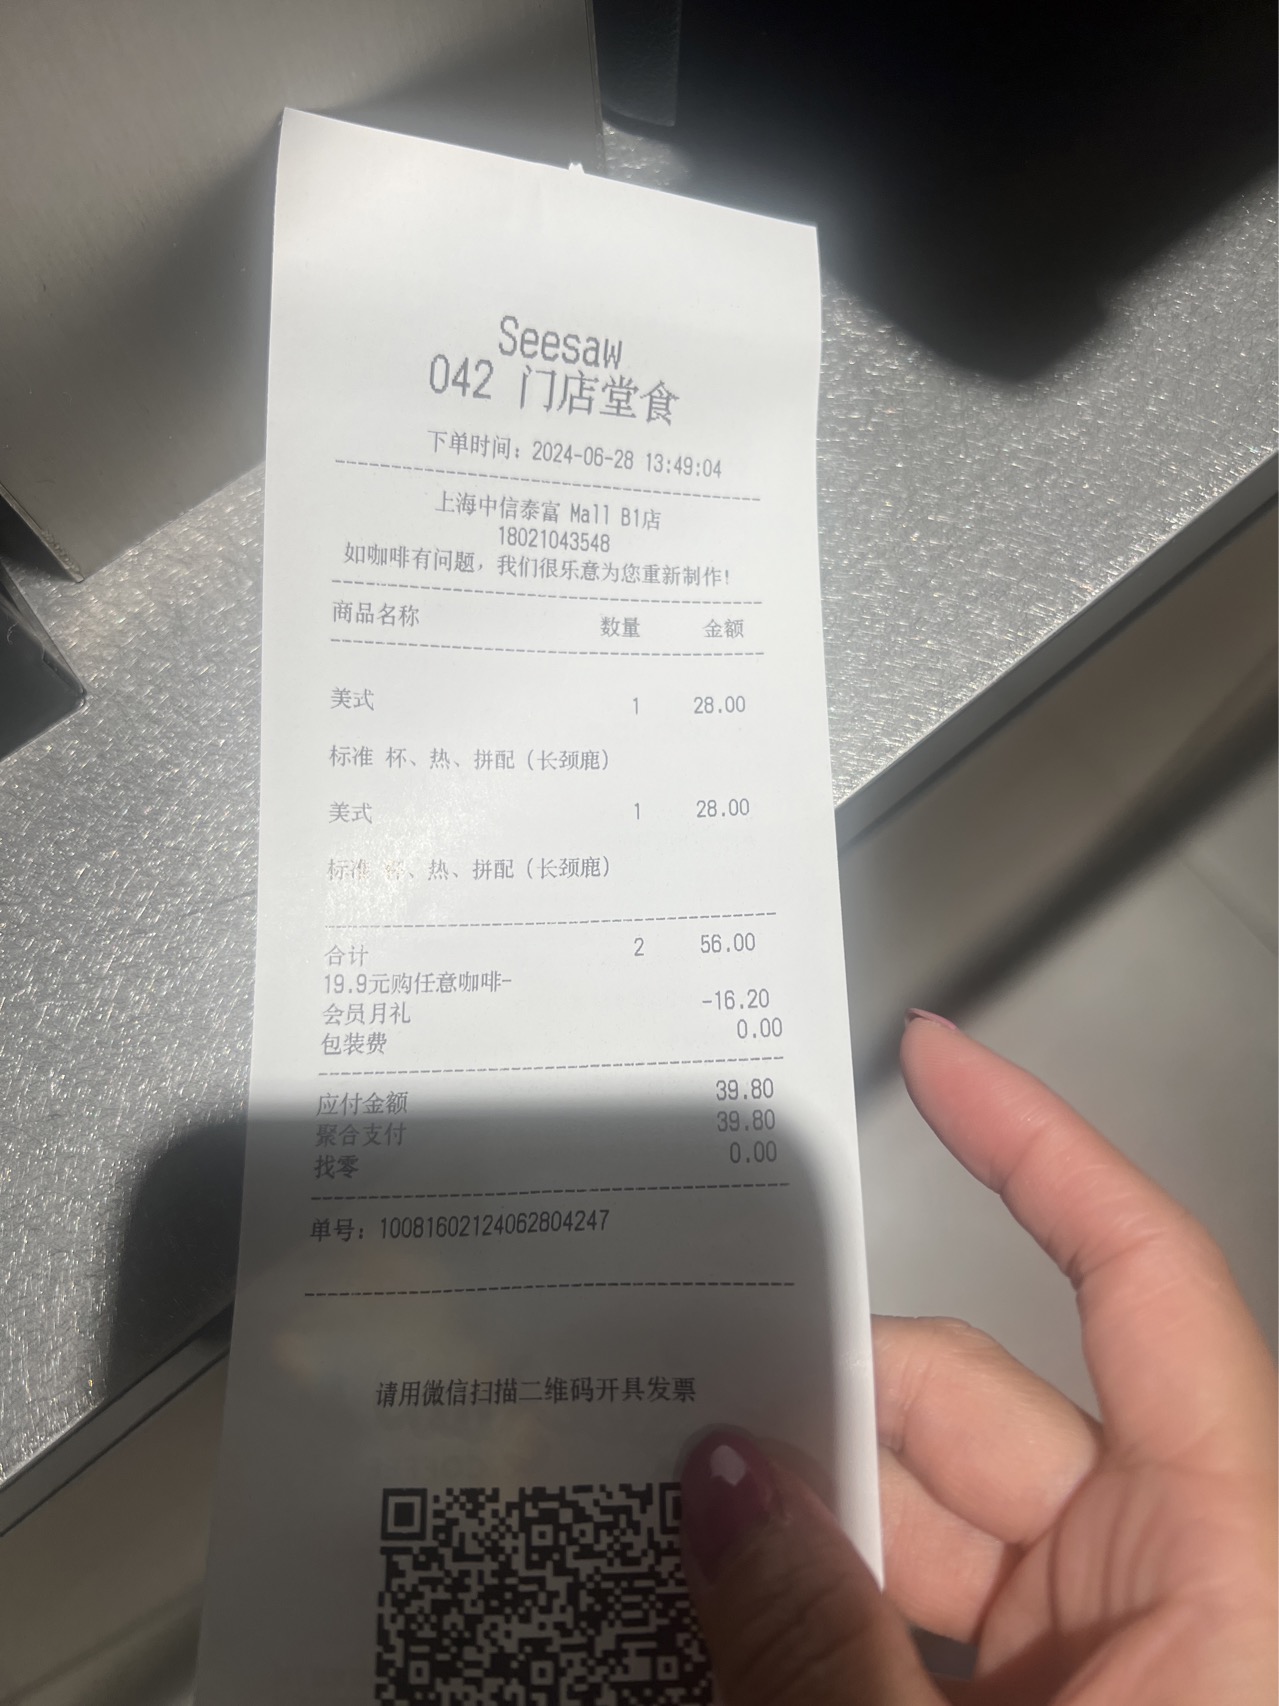 Seesaw
042 门店堂食
下单时间：2024-06-28 13:49:04
上海中信泰富 Mall B1店
18021043548
如咖啡有问题，我们很乐意为您重新制作！
商品名称 数量 金额
美式 1 28.00
标准 杯、热、拼配（长颈鹿）
美式 1 28.00
标准 杯、热、拼配（长颈鹿）
合计 2 56.00
19.9元购任意咖啡-
会员月礼 -16.20
包装费 0.00
应付金额 39.80
聚合支付 39.80
找零 0.00
单号：10081602124062804247
请用微信扫描二维码开具发票